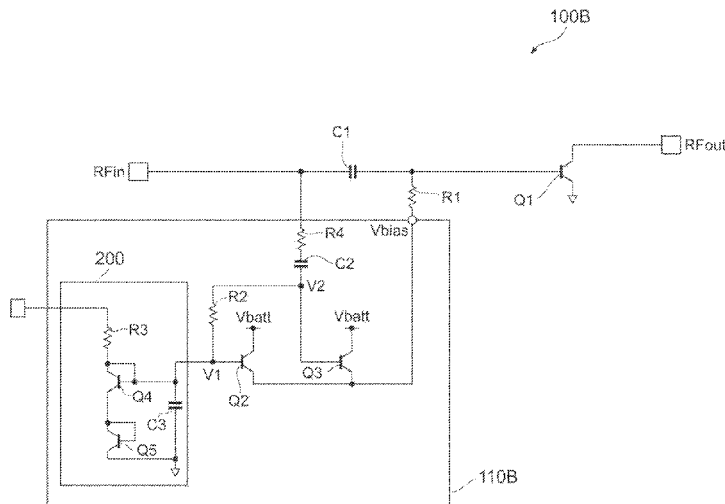 100B
C1
RFin
RFout
Q1
R1
R4
Vbias
C2
200
V2
R2
Vbatt
Vbatt
R3
V1
Q2
Q3
Q4
C3
Q5
110B